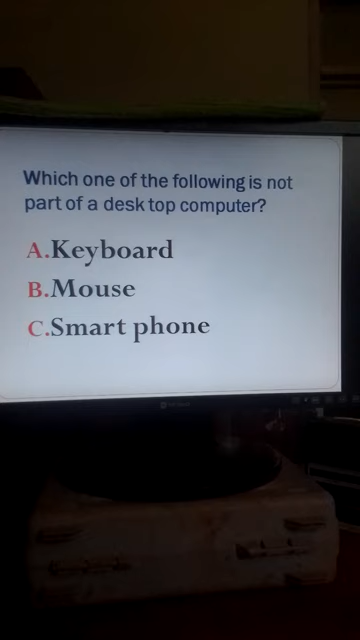 Which one of the following is not
part of a desk top computer?
A.Keyboard
B.Mouse
C.Smart phone